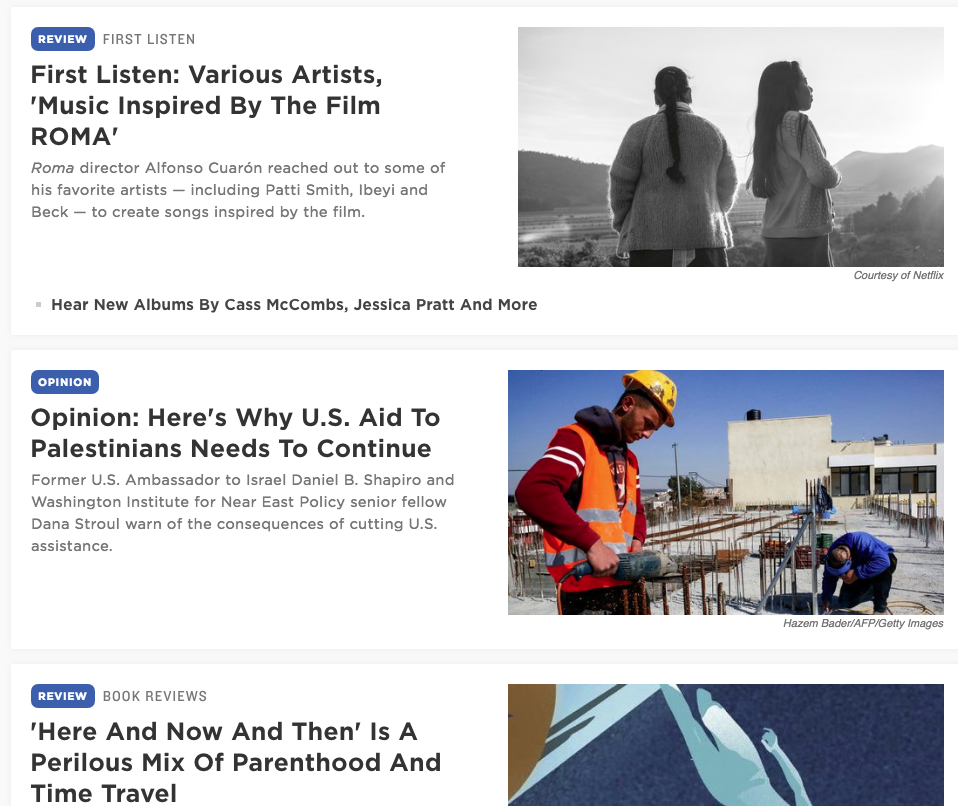 REVIEW FIRST LISTEN
First Listen: Various Artists,
'Music Inspired By The Film
ROMA'
Roma director Alfonso Cuarón reached out to some of
his favorite artists — including Patti Smith, Ibeyi and
Beck — to create songs inspired by the film.
Courtesy of Netflix
Hear New Albums By Cass McCombs, Jessica Pratt And More
OPINION
Opinion: Here's Why U.S. Aid To
Palestinians Needs To Continue
Former U.S. Ambassador to Israel Daniel B. Shapiro and
Washington Institute for Near East Policy senior fellow
Dana Stroul warn of the consequences of cutting U.S.
assistance.
Hazem Bader/AFP/Getty Images
REVIEW BOOK REVIEWS
'Here And Now And Then' Is A
Perilous Mix Of Parenthood And
Time Travel